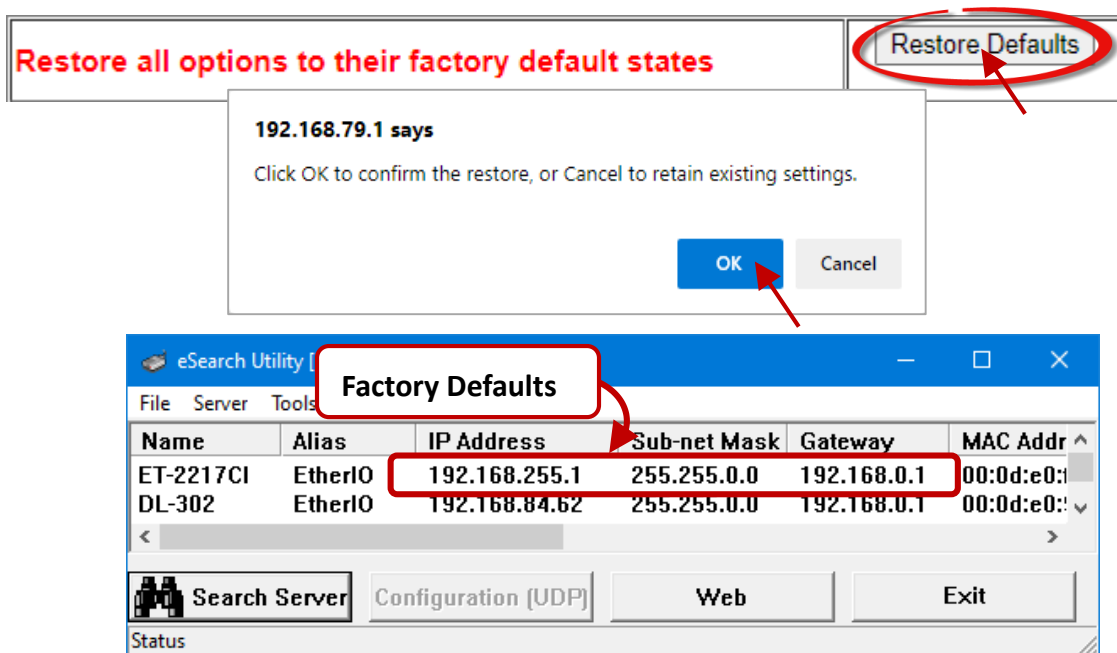 Restore all options to their factory default states
Restore Defaults
192.168.79.1 says
Click OK to confirm the restore, or Cancel to retain existing settings.
OK Cancel
eSearch Utility [
Factory Defaults
File Server Tools
Name Alias IP Address Sub-net Mask Gateway MAC Addr
ET-2217CI EtherIO 192.168.255.1 255.255.0.0 192.168.0.1 00:0d:e0:
DL-302 EtherIO 192.168.84.62 255.255.0.0 192.168.0.1 00:0d:e0:
Search Server Configuration (UDP) Web Exit
Status